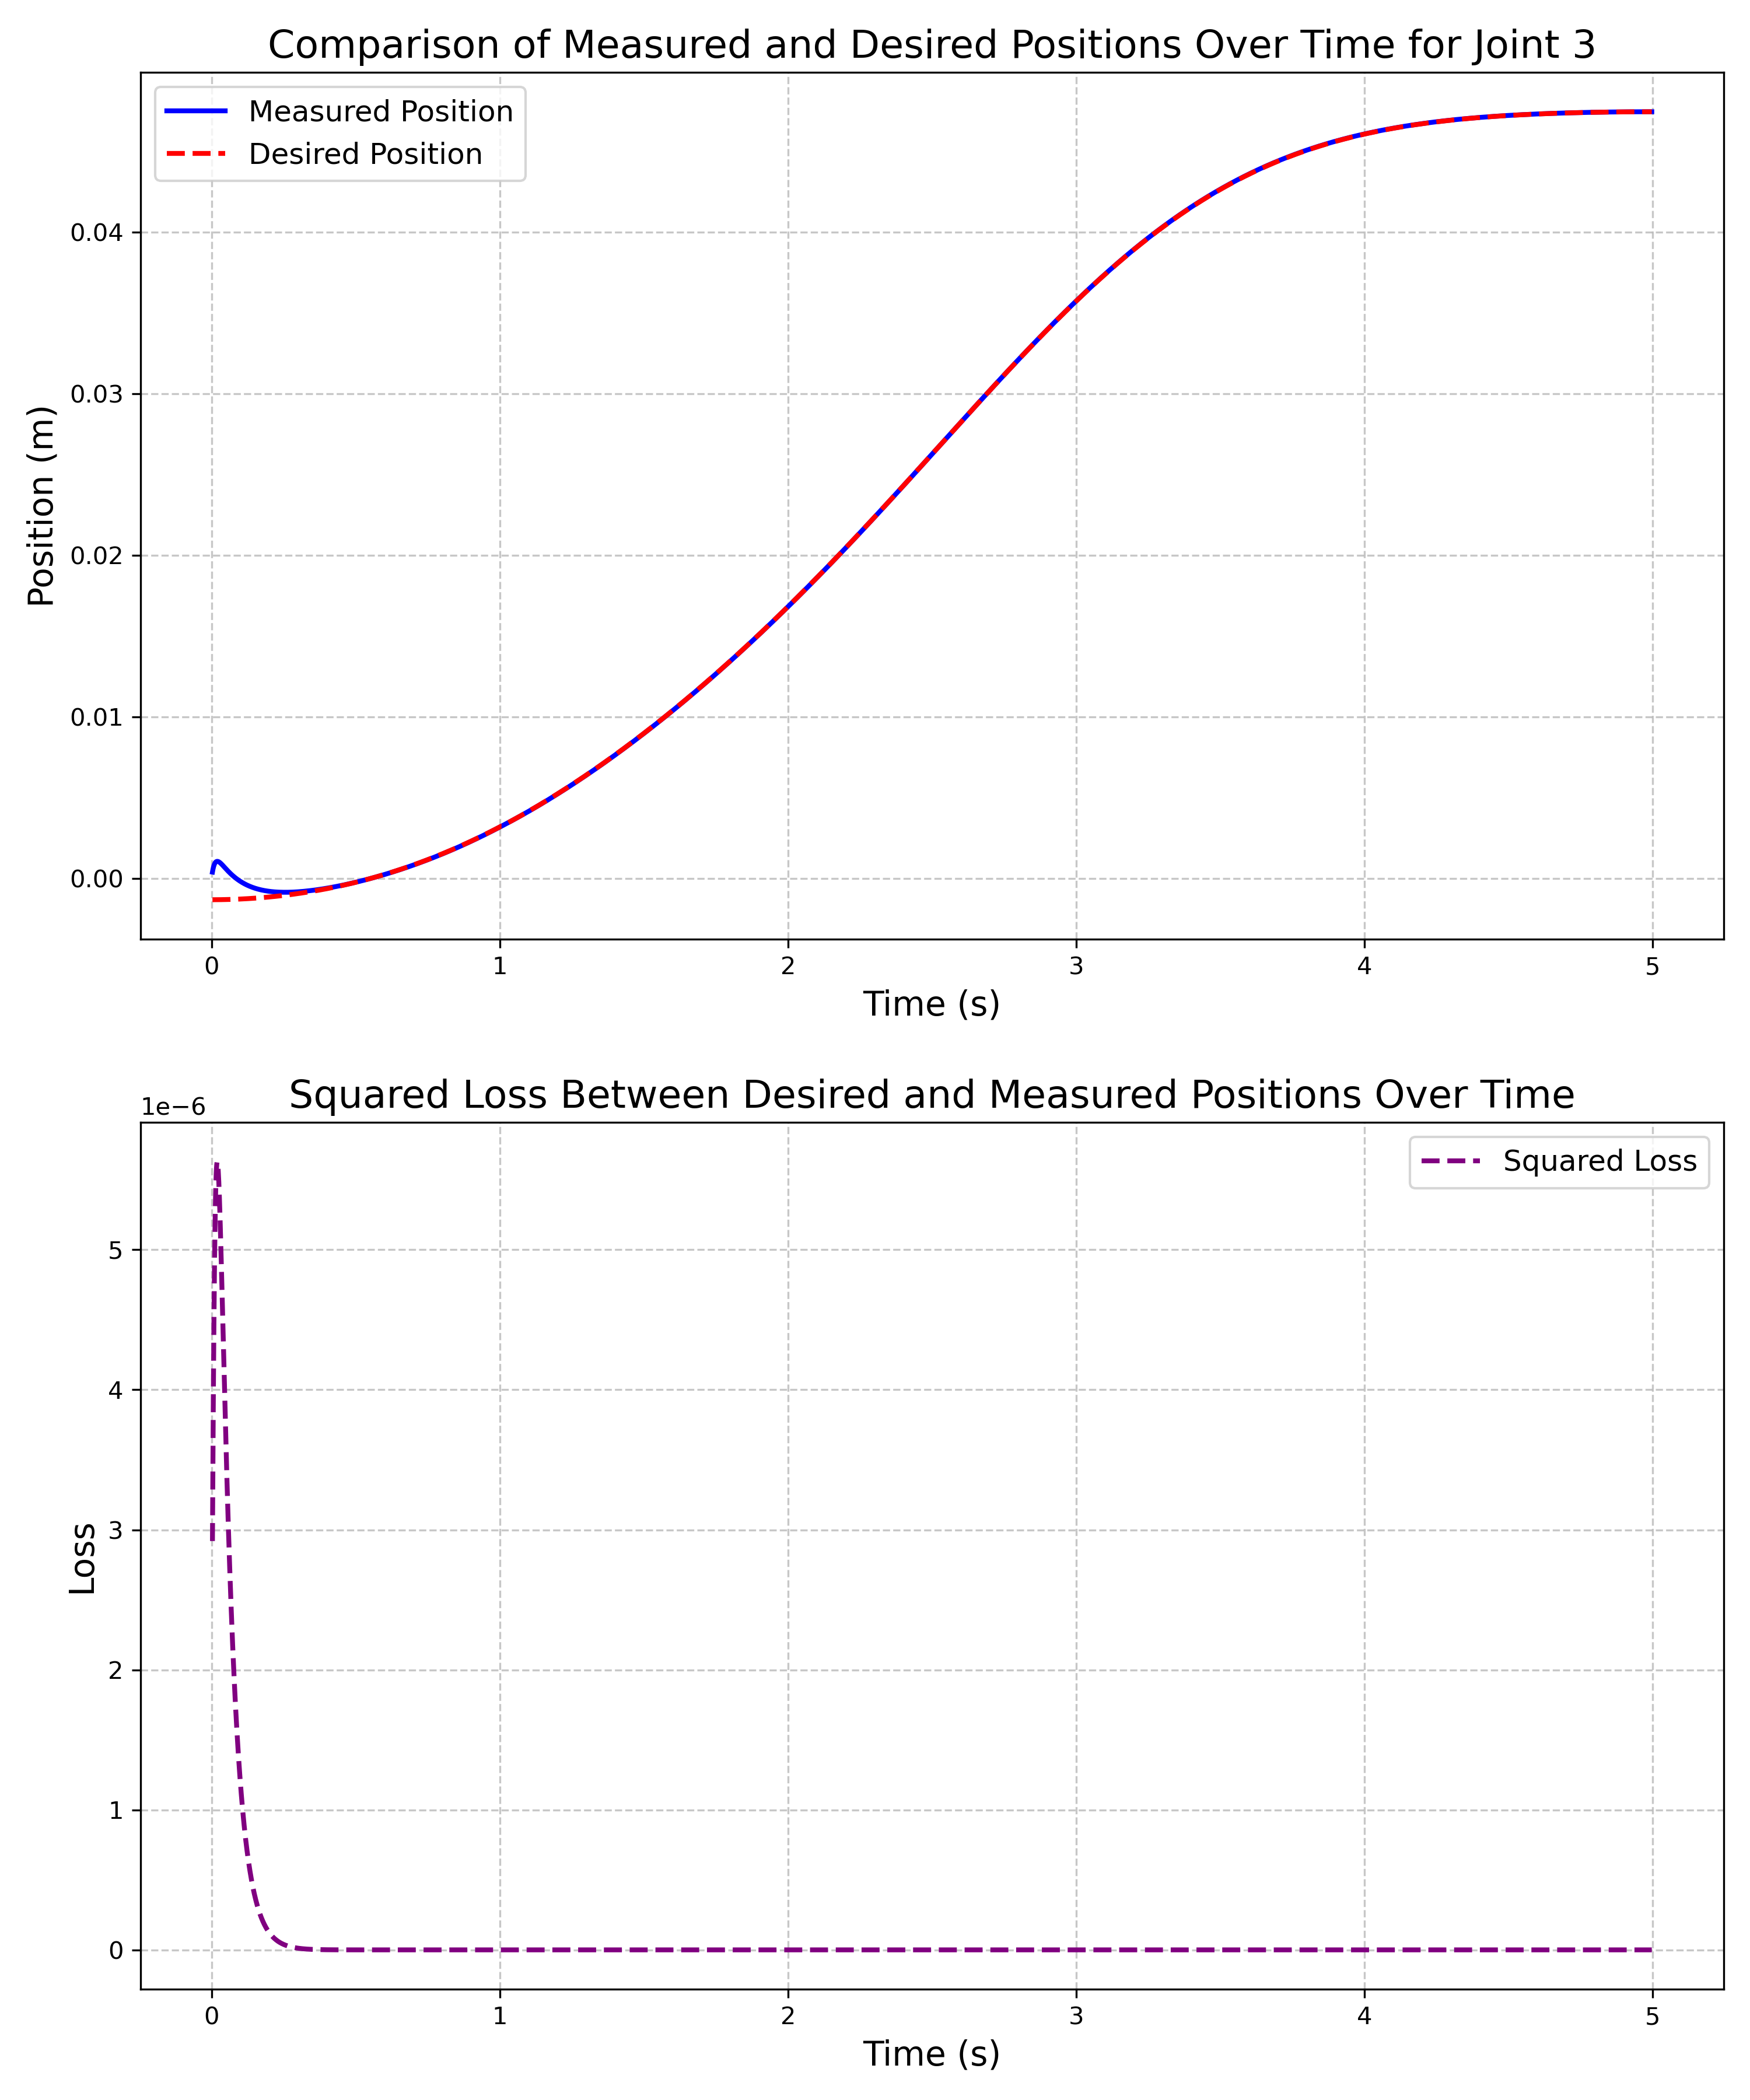 Comparison of Measured and Desired Positions Over Time for Joint 3
Measured Position
Desired Position
Position (m)
0.04
0.03
0.02
0.01
0.00
0 1 2 3 4 5
Time (s)
Squared Loss Between Desired and Measured Positions Over Time
1e−6
Squared Loss
Loss
5
4
3
2
1
0
0 1 2 3 4 5
Time (s)